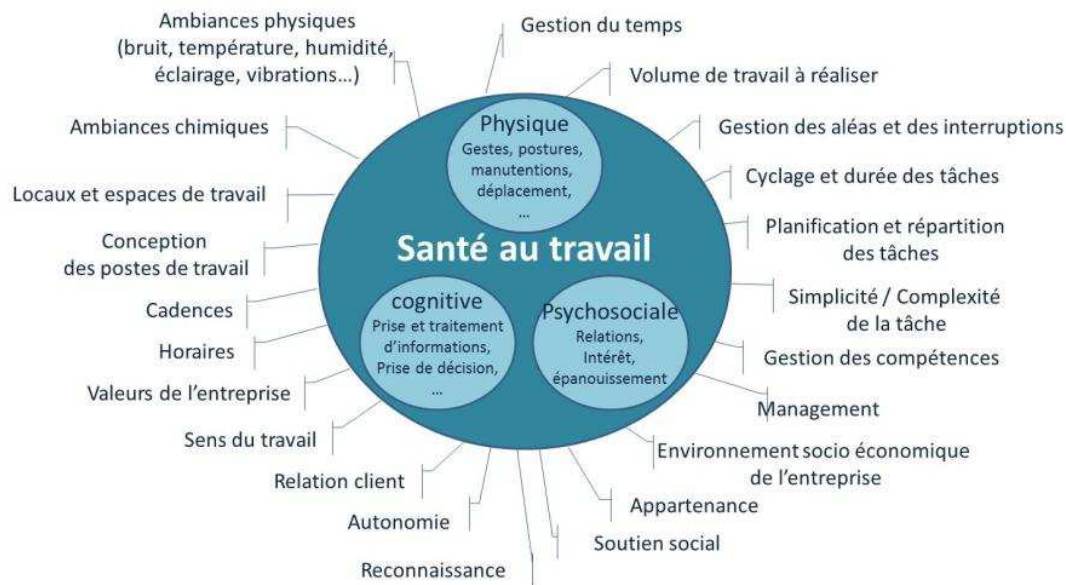 Ambiances physiques
(bruit, température, humidité,
éclairage, vibrations…)
Gestion du temps
Volume de travail à réaliser
Ambiances chimiques
Gestion des aléas et des interruptions
Locaux et espaces de travail
Cyclage et durée des tâches
Conception
des postes de travail
Planification et répartition
des tâches
Cadences
Simplicité / Complexité
de la tâche
Horaires
Gestion des compétences
Valeurs de l'entreprise
Management
Sens du travail
Environnement socio économique
de l'entreprise
Relation client
Appartenance
Autonomie
Soutien social
Reconnaissance
Physique
Gestes, postures,
manutentions,
déplacement,
…
Santé au travail
cognitive
Prise et traitement
d'informations,
Prise de décision,
…
Psychosociale
Relations,
Intérêt,
épanouissement